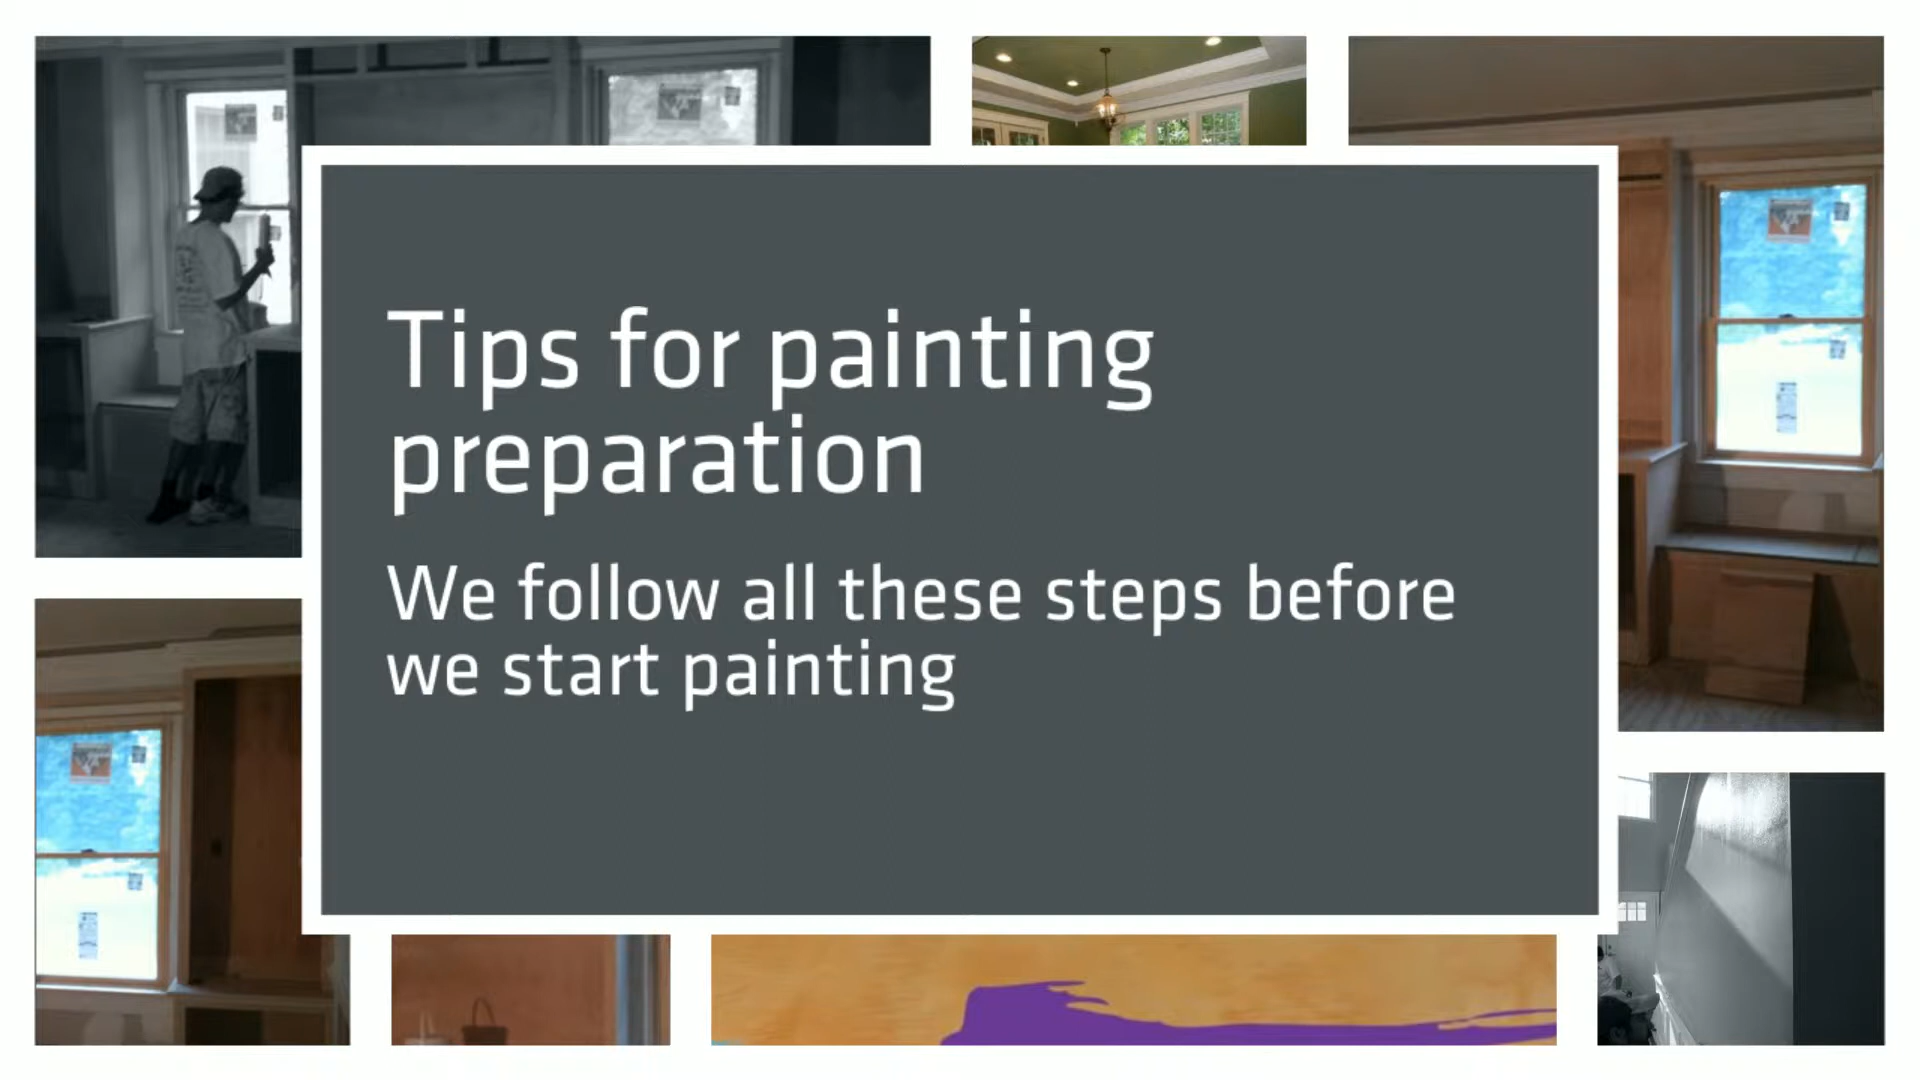 Tips for painting
preparation
We follow all these steps before
we start painting